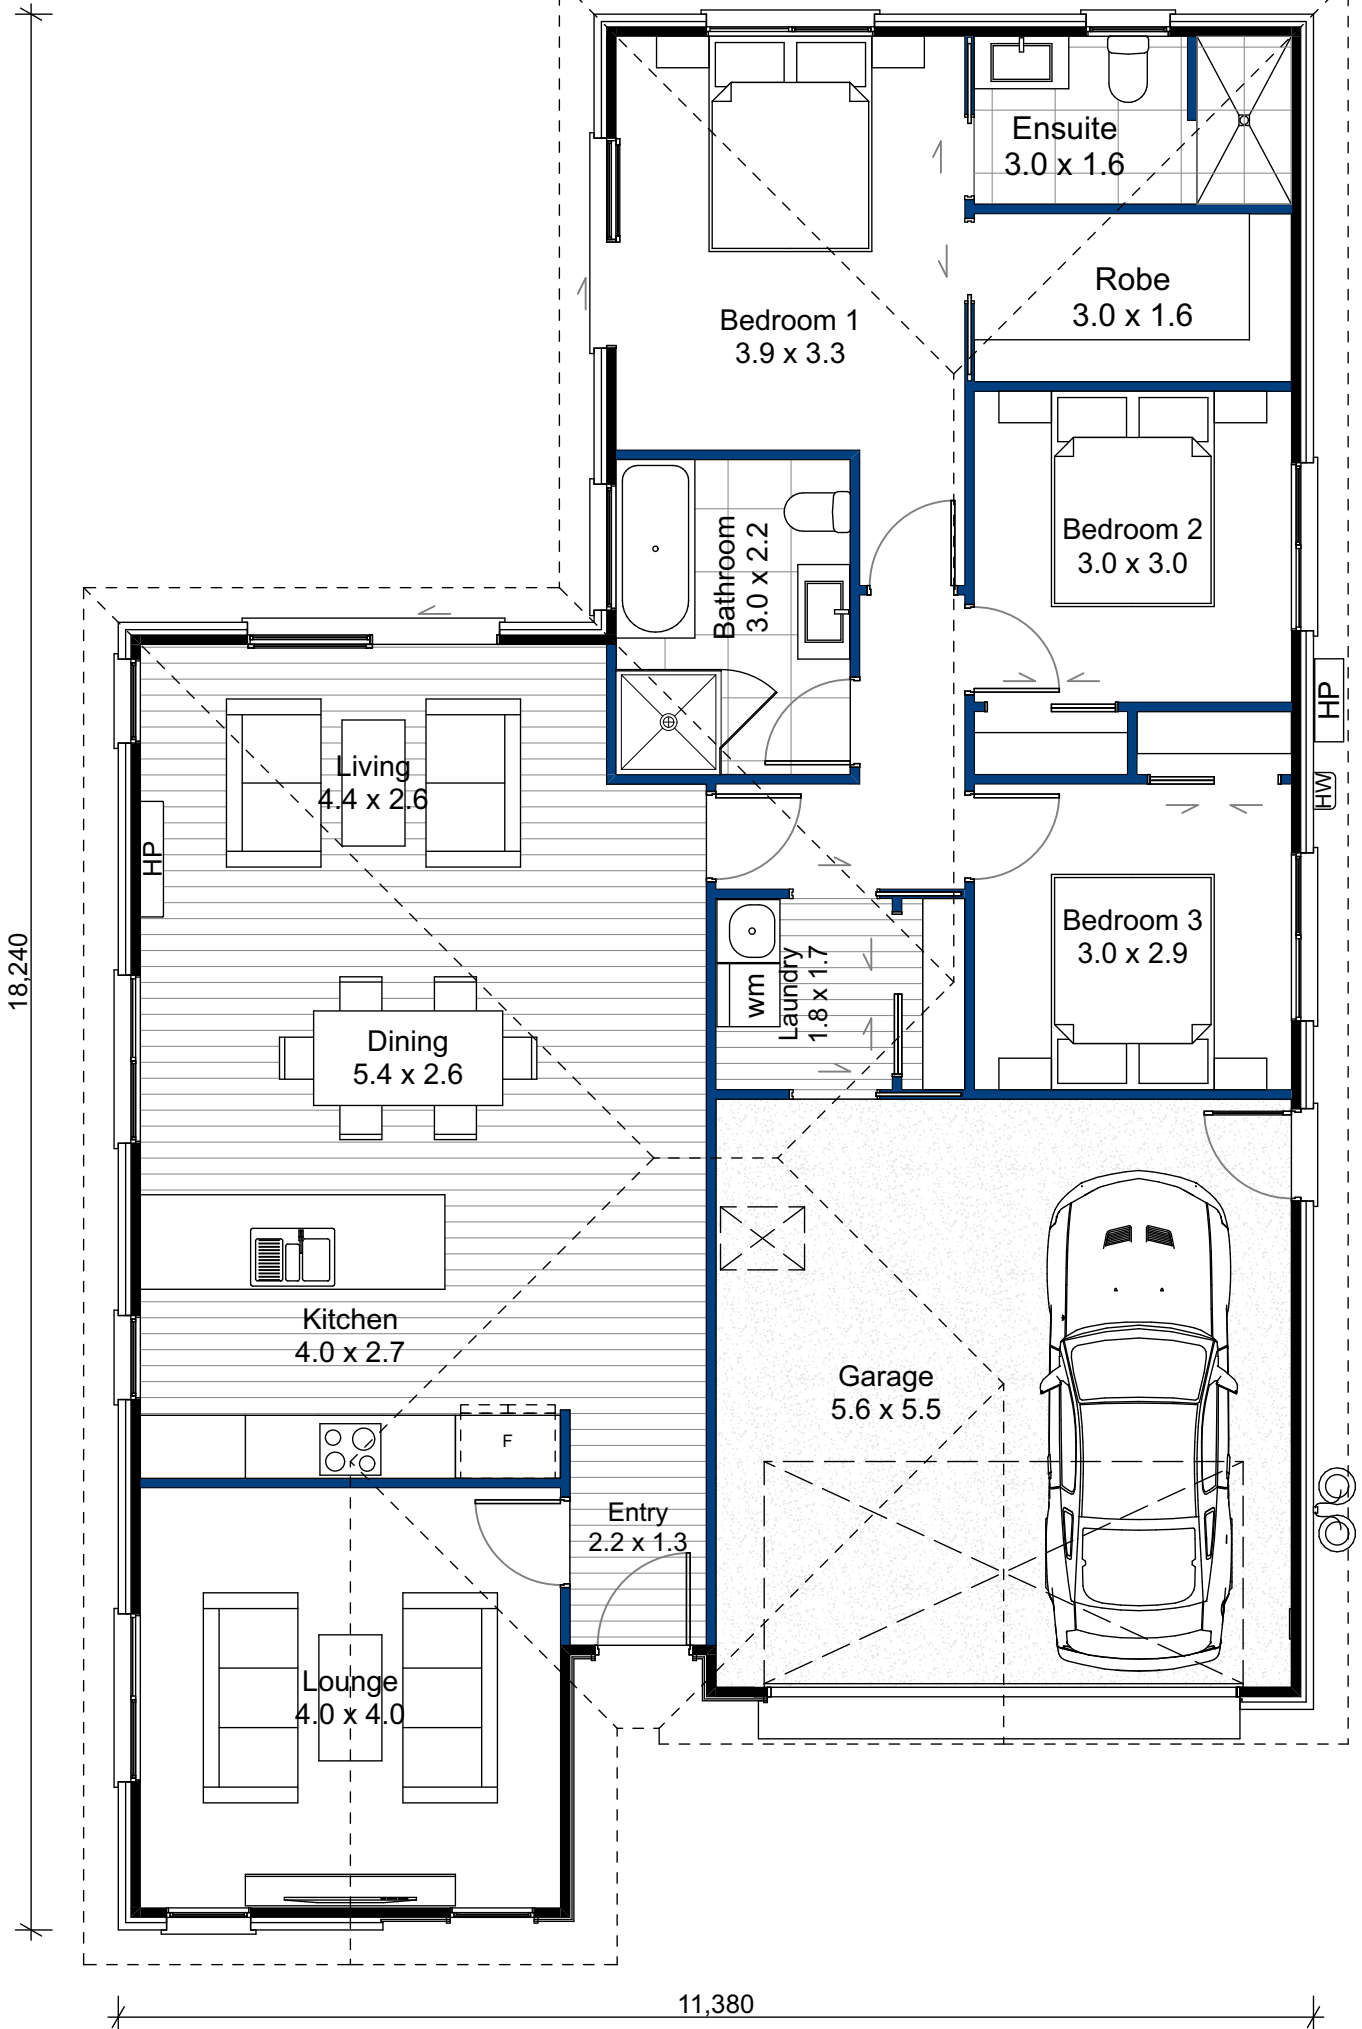 Ensuite
3.0 x 1.6
Robe
3.0 x 1.6
Bedroom 1
3.9 x 3.3
Bedroom 2
3.0 x 3.0
Bathroom
3.0 x 2.2
HP
HW
Living
4.4 x 2.6
HP
Bedroom 3
3.0 x 2.9
wm
Laundry
1.8 x 1.7
18,240
Dining
5.4 x 2.6
Kitchen
4.0 x 2.7
Garage
5.6 x 5.5
F
Entry
2.2 x 1.3
Lounge
4.0 x 4.0
11,380